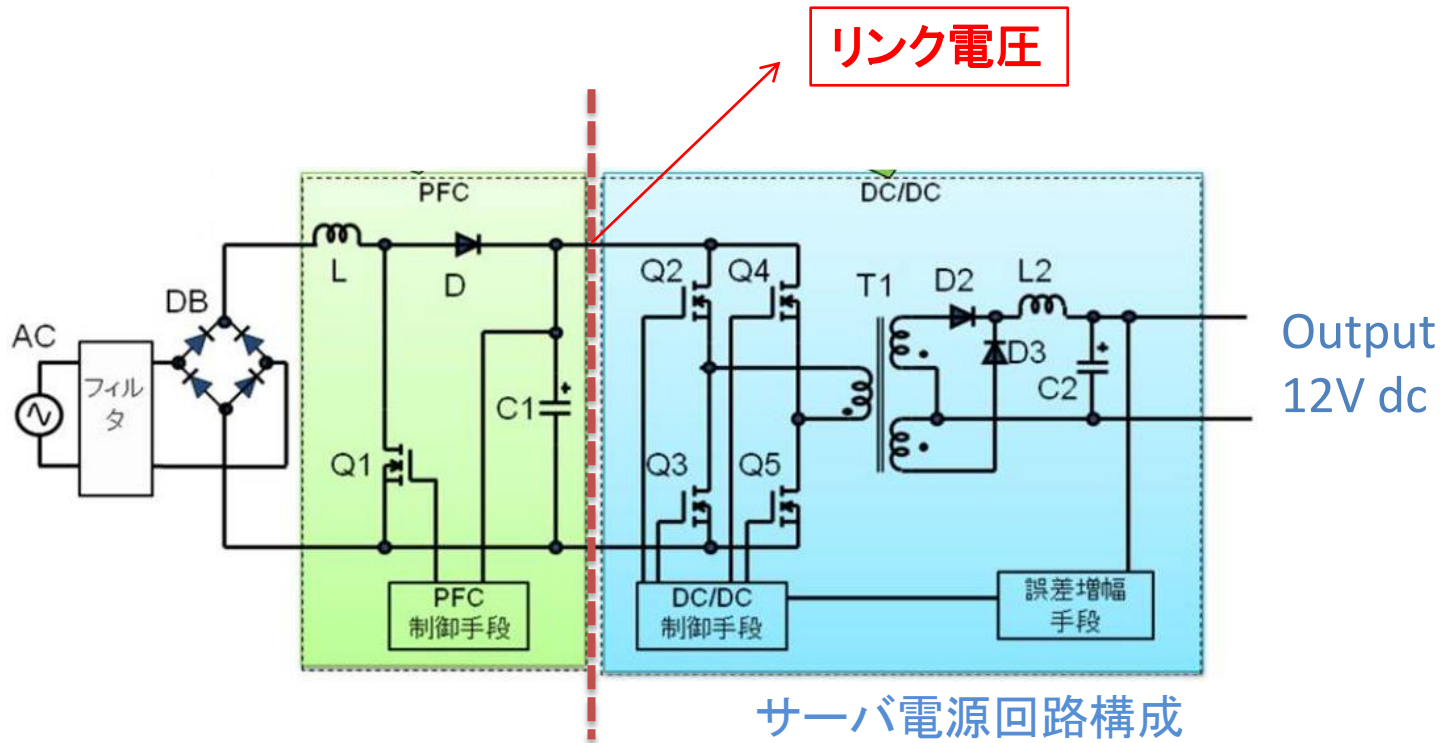 リンク電圧
PFC
DC/DC
L
D
Q2
Q4
T1
D2
L2
DB
AC
フィル
タ
D3
C2
+
Output
12V dc
C1
+
Q1
Q3
Q5
PFC
制御手段
DC/DC
制御手段
誤差増幅
手段
サーバ電源回路構成